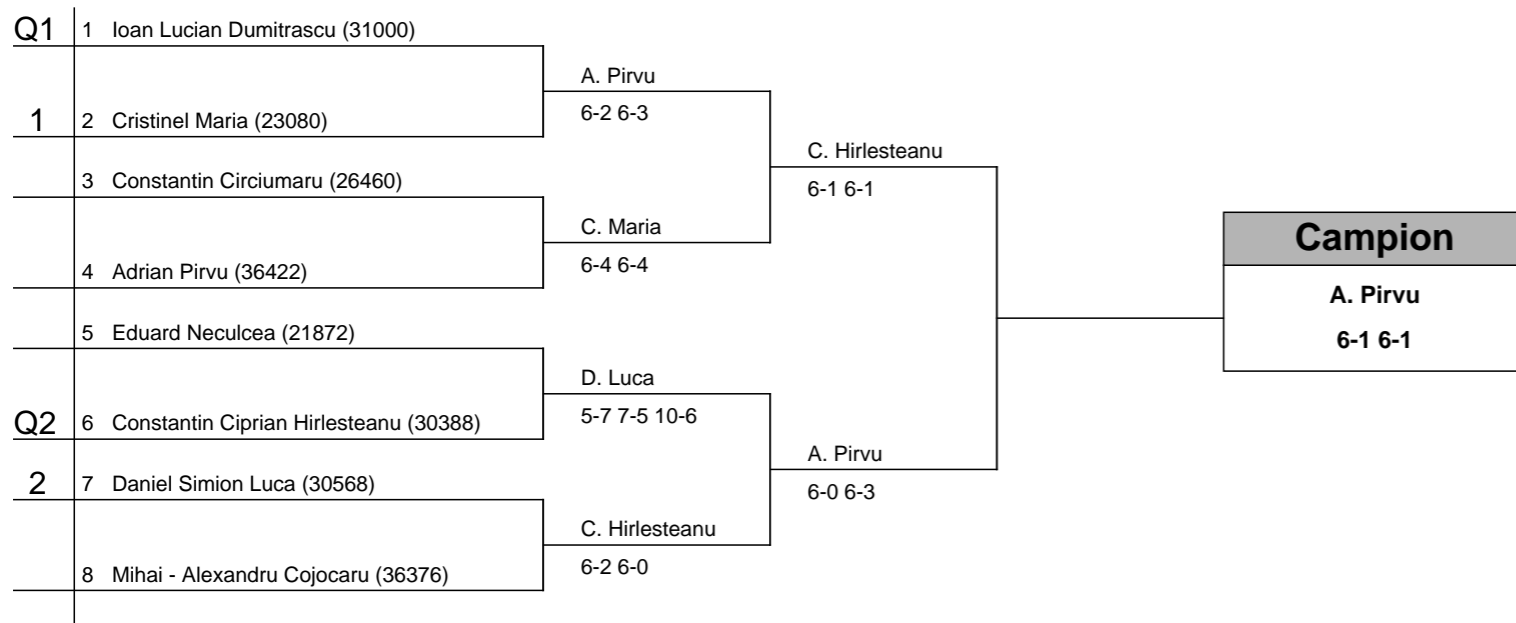 Q1 1 Ioan Lucian Dumitrascu (31000)
A. Pirvu
6-2 6-3
1 2 Cristinel Maria (23080)
C. Hirlesteanu
6-1 6-1
3 Constantin Circiumaru (26460)
C. Maria
6-4 6-4
4 Adrian Pirvu (36422)
Campion
A. Pirvu
6-1 6-1
5 Eduard Neculcea (21872)
D. Luca
5-7 7-5 10-6
Q2 6 Constantin Ciprian Hirlesteanu (30388)
A. Pirvu
6-0 6-3
2 7 Daniel Simion Luca (30568)
C. Hirlesteanu
6-2 6-0
8 Mihai - Alexandru Cojocaru (36376)